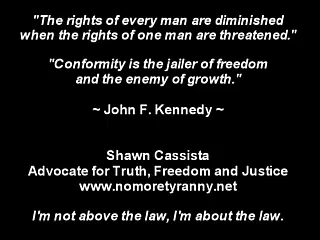 "The rights of every man are diminished
when the rights of one man are threatened."
"Conformity is the jailer of freedom
and the enemy of growth."
~ John F. Kennedy ~
Shawn Cassista
Advocate for Truth, Freedom and Justice
www.nomoretyranny.net
I'm not above the law, I'm about the law.